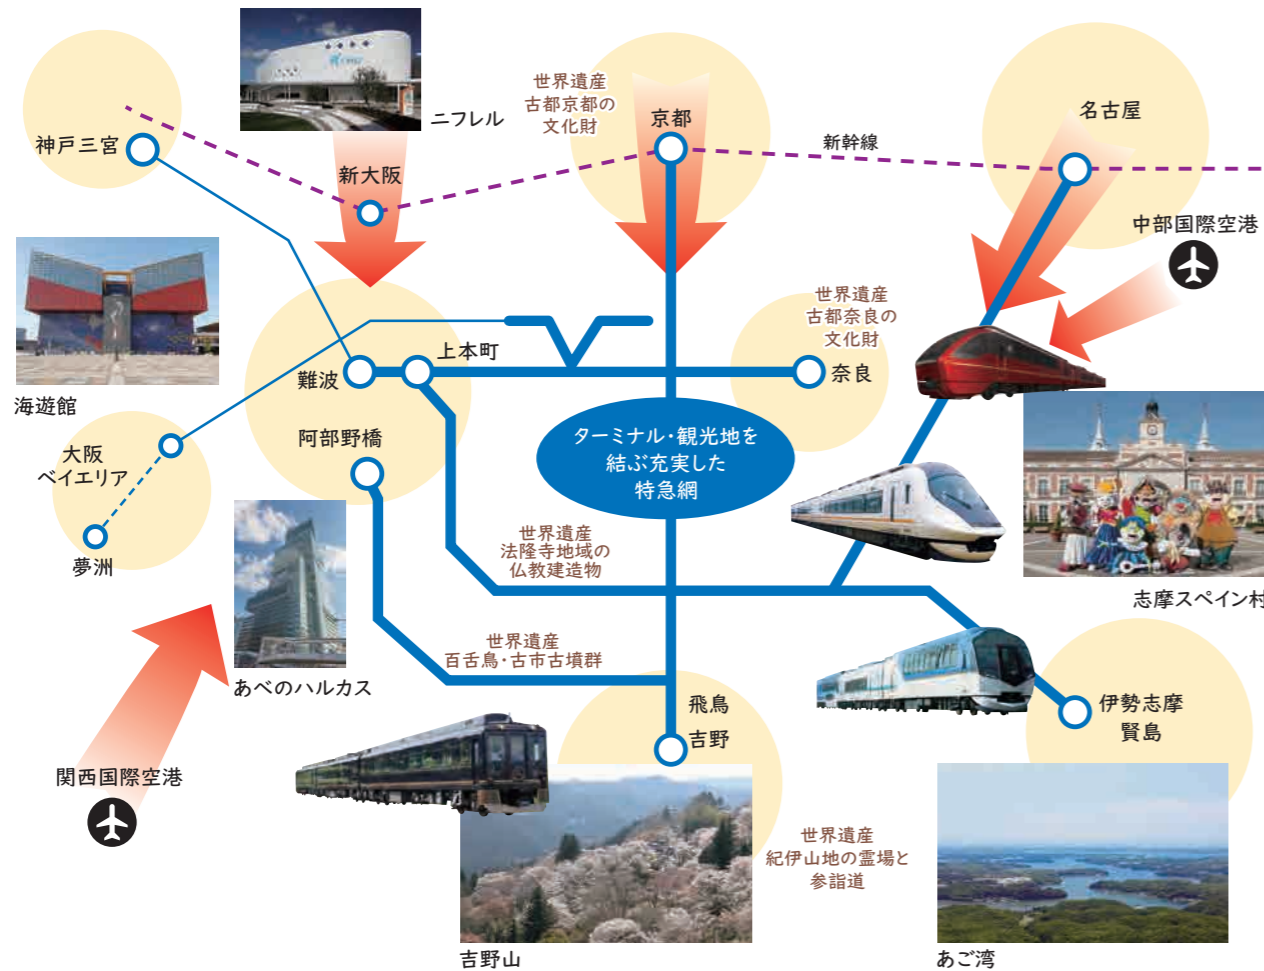 ニフレル
世界遺産
古都京都の
文化財
京都
名古屋
新幹線
神戸三宮
新大阪
中部国際空港
世界遺産
古都奈良の
文化財
上本町
難波
奈良
海遊館
阿部野橋
ターミナル・観光地を
結ぶ充実した
特急網
大阪
ベイエリア
夢洲
世界遺産
法隆寺地域の
仏教建造物
志摩スペイン村
世界遺産
百舌鳥・古市古墳群
あべのハルカス
飛鳥
吉野
伊勢志摩
賢島
関西国際空港
世界遺産
紀伊山地の霊場と
参詣道
吉野山
あご湾